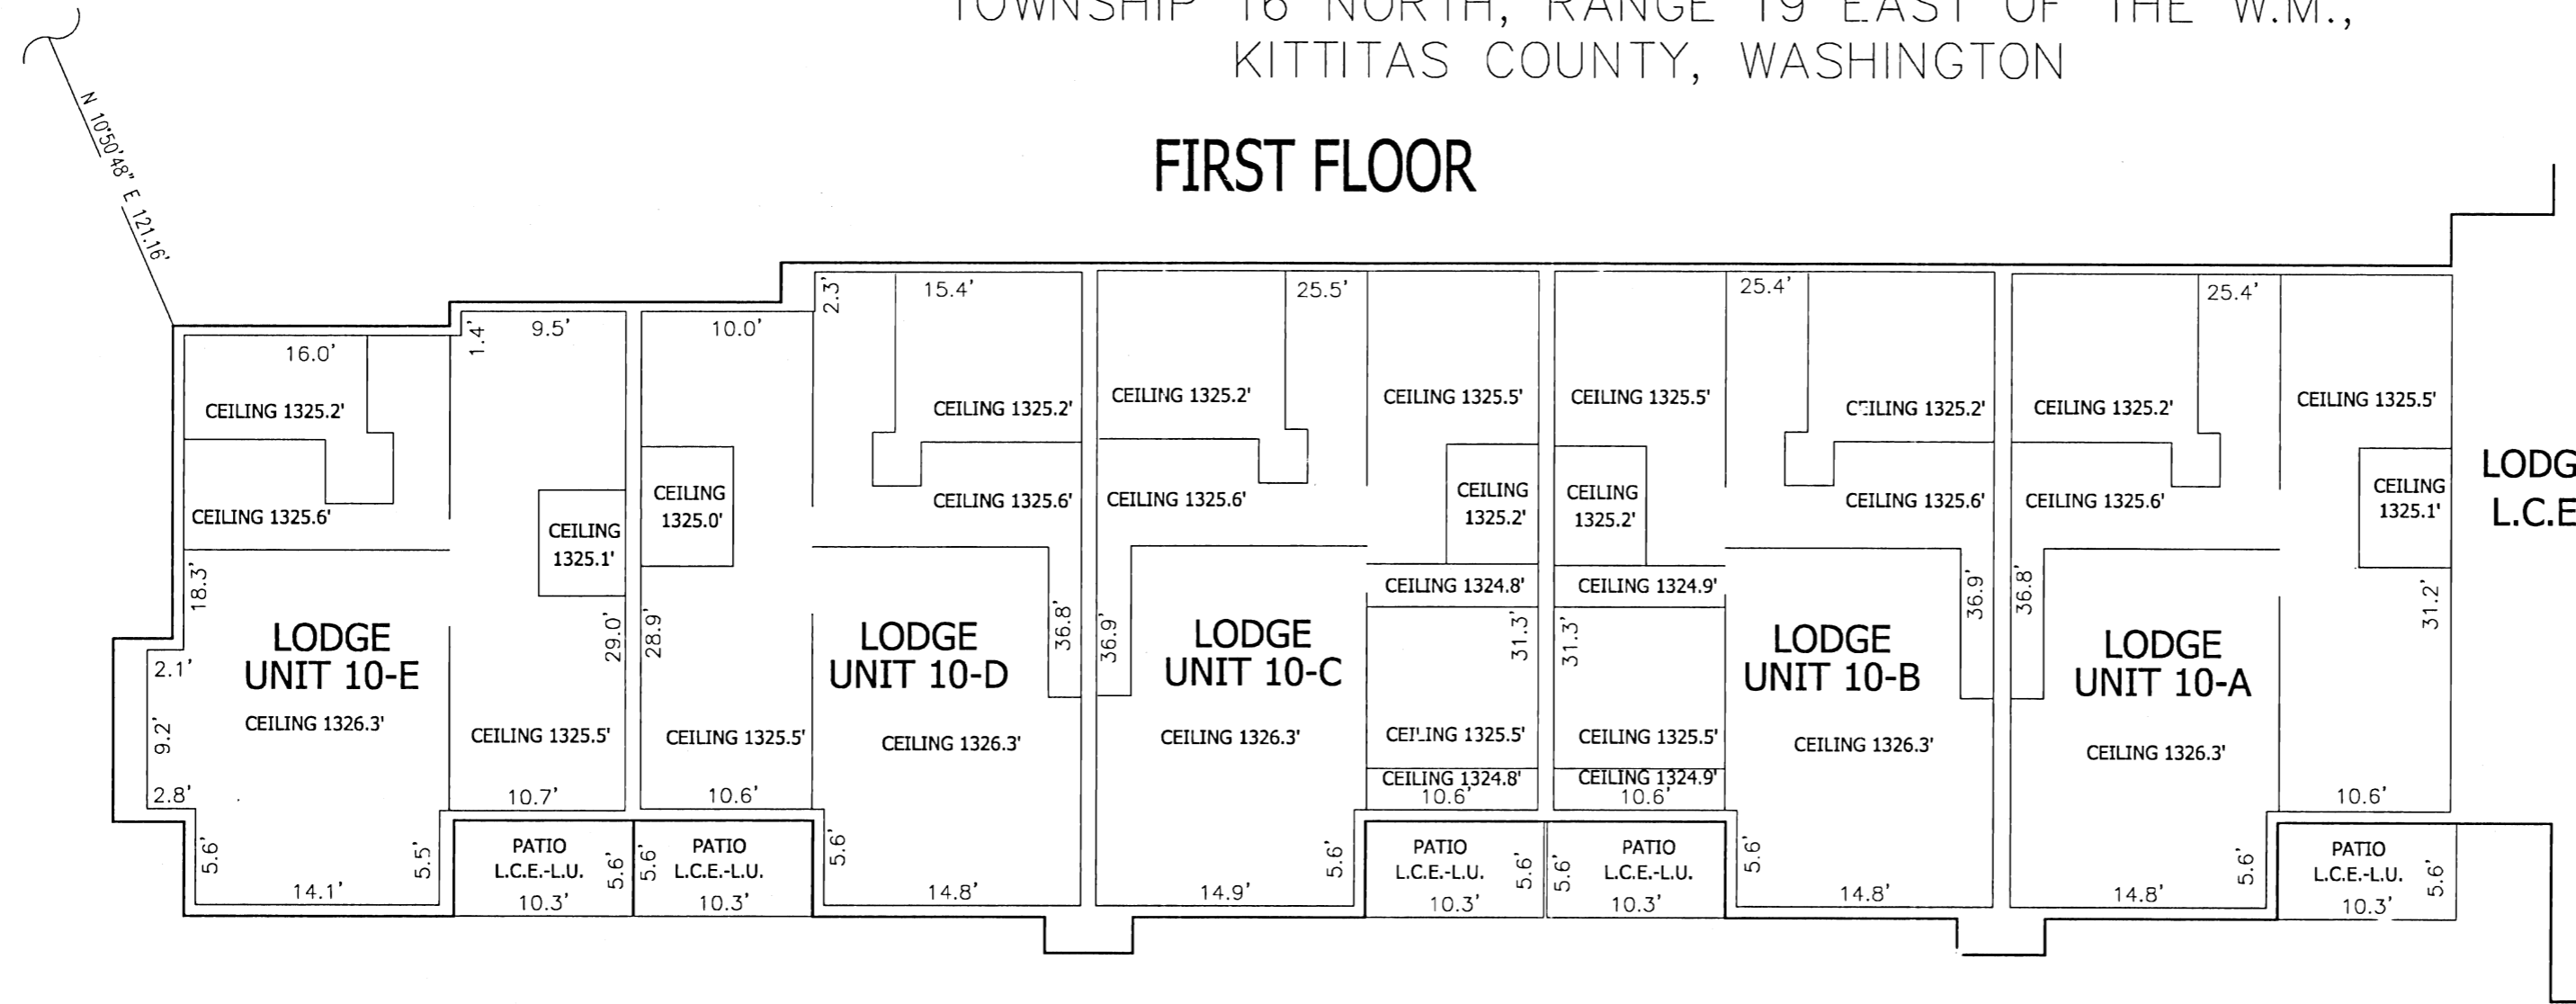 TOWNSHIP 16 NORTH, RANGE 19 EAST OF THE W.M.,
KITTITAS COUNTY, WASHINGTON
N 10°50'48" E 121.16'
FIRST FLOOR
16.0'
1.4'
9.5'
CEILING 1325.2'
CEILING 1325.6'
CEILING
1325.1'
18.3'
29.0'
LODGE
UNIT 10-E
2.1'
9.2'
CEILING 1326.3'
CEILING 1325.5'
2.8'
10.7'
5.6'
5.5'
14.1'
PATIO
L.C.E.-L.U.
5.6'
10.3'
10.0'
2.3'
15.4'
CEILING 1325.2'
CEILING
1325.0'
CEILING 1325.6'
28.9'
36.8'
LODGE
UNIT 10-D
CEILING 1325.5'
CEILING 1326.3'
10.6'
5.6'
PATIO
L.C.E.-L.U.
10.3'
5.6'
14.8'
25.5'
CEILING 1325.2'
CEILING 1325.5'
CEILING 1325.6'
CEILING
1325.2'
CEILING 1324.8'
36.9'
31.3'
LODGE
UNIT 10-C
CEILING 1326.3'
CEILING 1325.5'
CEILING 1324.8'
10.6'
5.6'
14.9'
PATIO
L.C.E.-L.U.
5.6'
10.3'
25.4'
CEILING 1325.5'
CEILING 1325.2'
CEILING
1325.2'
CEILING 1325.6'
CEILING 1324.9'
31.3'
36.9'
LODGE
UNIT 10-B
CEILING 1325.5'
CEILING 1326.3'
CEILING 1324.9'
10.6'
5.6'
PATIO
L.C.E.-L.U.
10.3'
5.6'
14.8'
25.4'
CEILING 1325.2'
CEILING 1325.5'
CEILING 1325.6'
CEILING
1325.1'
36.8'
31.2'
LODGE
UNIT 10-A
CEILING 1326.3'
10.6'
5.6'
14.8'
PATIO
L.C.E.-L.U.
5.6'
10.3'
LODG
L.C.E